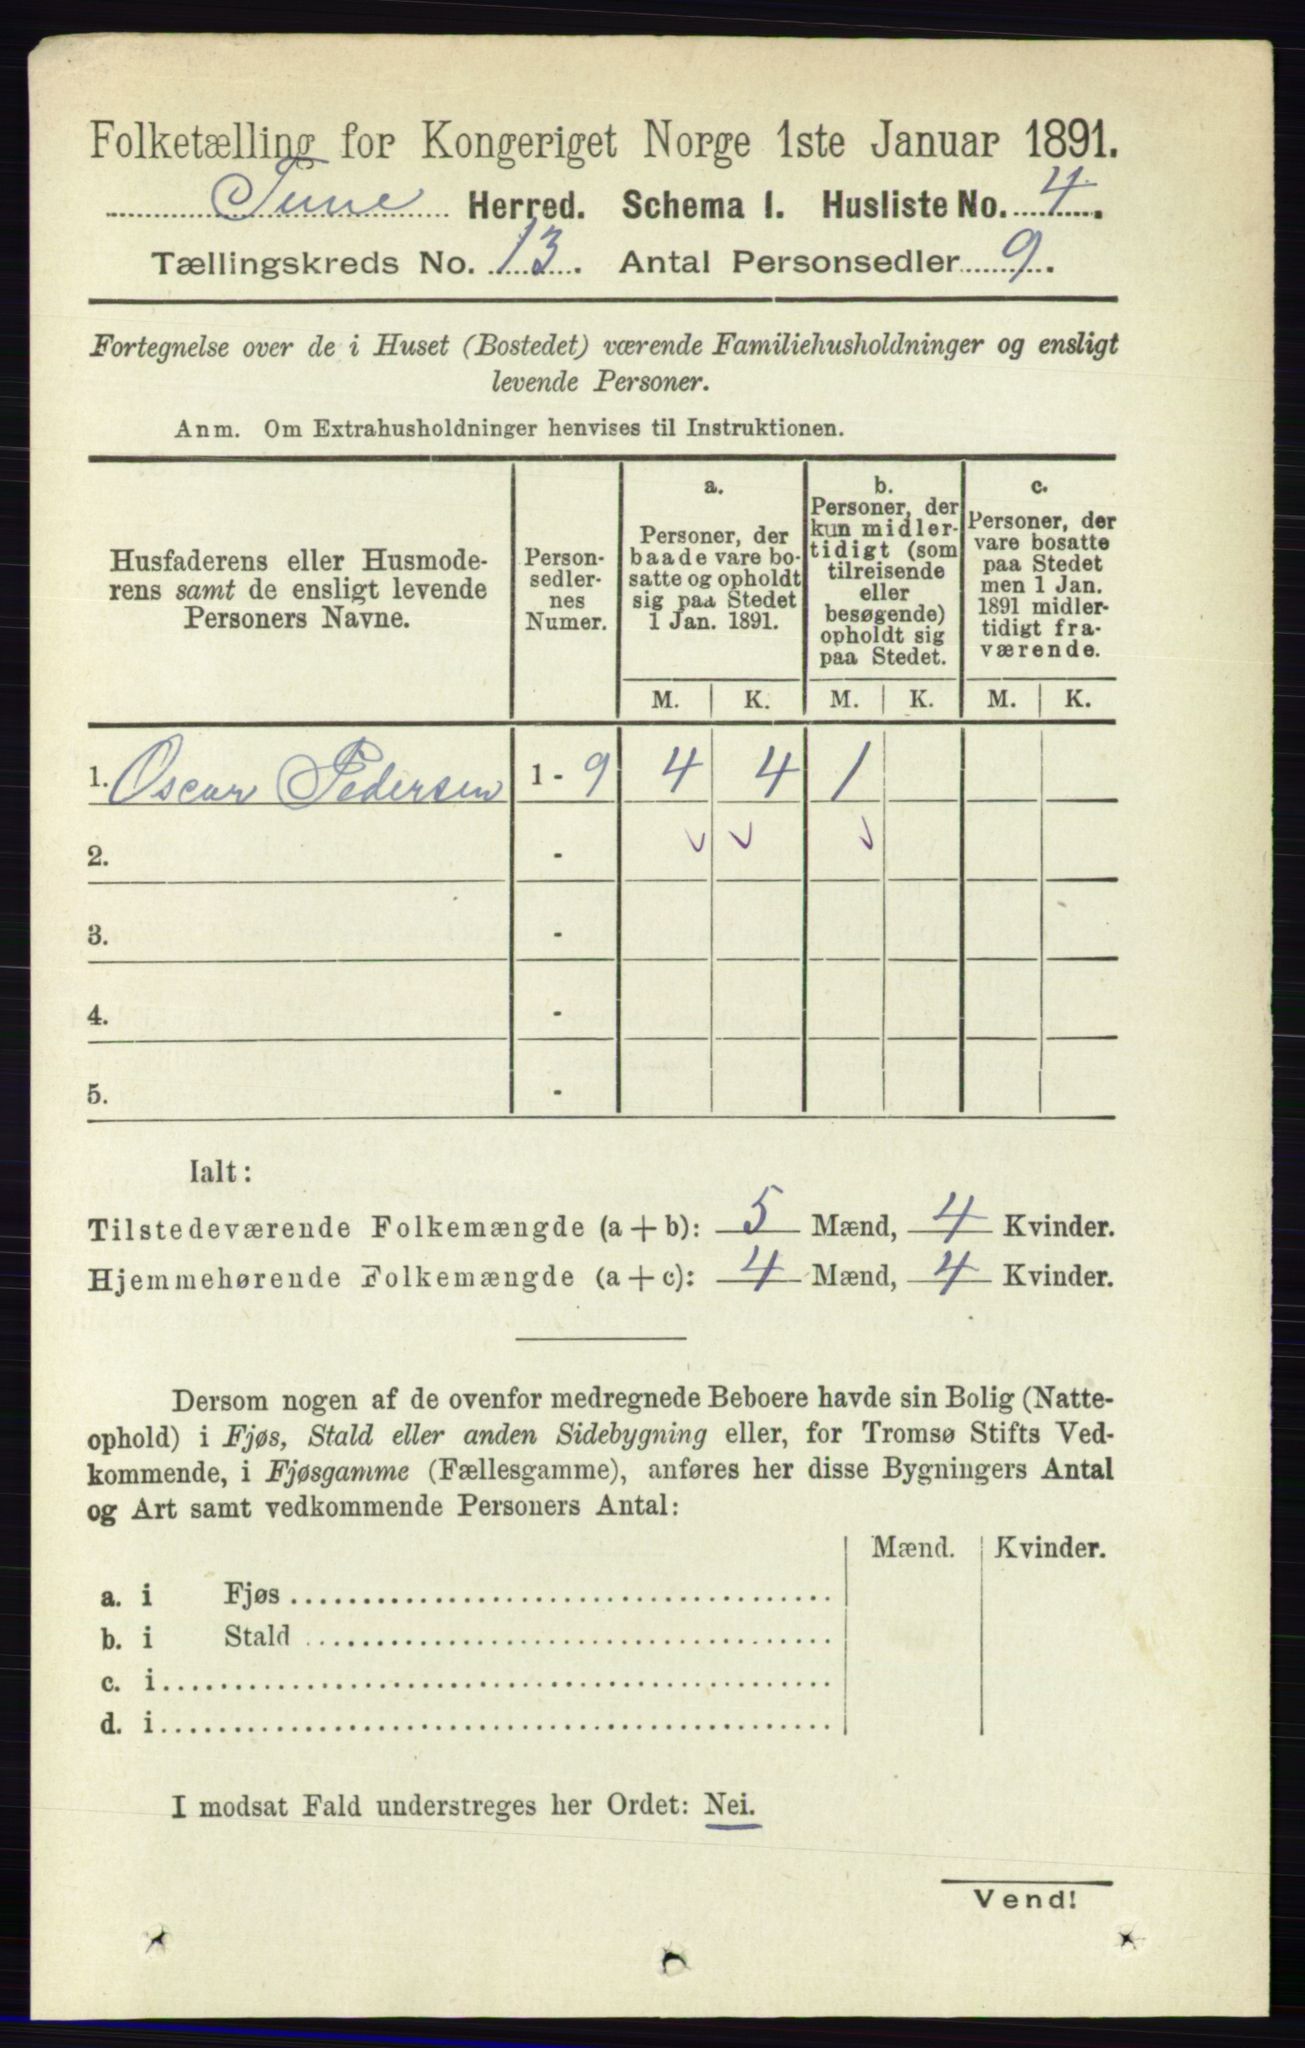 Folketælling for Kongeriget Norge 1ste Januar 1891.
Tune Herred. Schema I. Husliste No. 4.
Tællingskreds No. 13. Antal Personsedler 9.
Fortegnelse over de i Huset (Bostedet) værende Familiehusholdninger og ensligt
levende Personer.
Anm. Om Extrahusholdninger henvises til Instruktionen.
Husfaderens eller Husmode-
rens samt de ensligt levende
Personers Navne.
Person-
sedler-
nes
Numer.
a.
Personer, der
baade vare bo-
satte og opholdt
sig paa Stedet
1 Jan. 1891.
b.
Personer, der
kun midler-
tidigt (som
tilreisende
eller
besøgende)
opholdt sig
paa Stedet.
c.
Personer, der
vare bosatte
paa Stedet
men 1 Jan.
1891 midler-
tidigt fra-
værende.
M. K. M. K. M. K.
1. Oscar Pedersen 1 - 9 4 4 1
2. -
3. -
4. -
5. -
Ialt:
Tilstedeværende Folkemængde (a + b): 5 Mænd, 4 Kvinder.
Hjemmehørende Folkemængde (a + c): 4 Mænd, 4 Kvinder.
Dersom nogen af de ovenfor medregnede Beboere havde sin Bolig (Natte-
ophold) i Fjøs, Stald eller anden Sidebygning eller, for Tromsø Stifts Ved-
kommende, i Fjøsgamme (Fællesgamme), anføres her disse Bygningers Antal
og Art samt vedkommende Personers Antal:
Mænd. Kvinder.
a. i Fjøs
b. i Stald
c. i
d. i
I modsat Fald understreges her Ordet: Nei.
Vend!